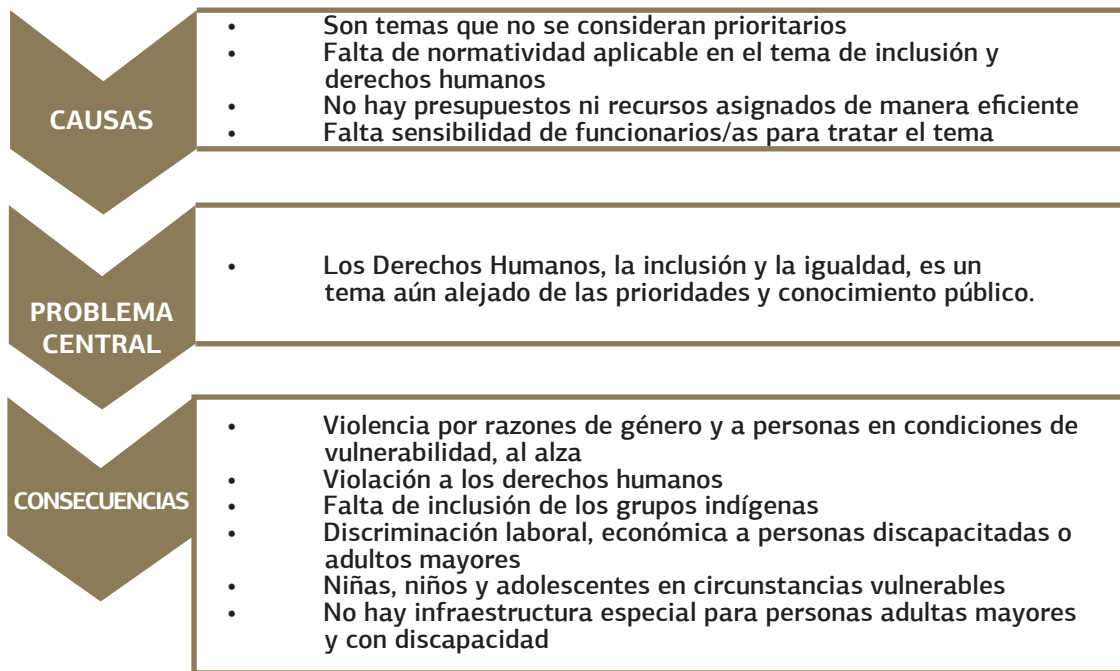 CAUSAS
• Son temas que no se consideran prioritarios
• Falta de normatividad aplicable en el tema de inclusión y
derechos humanos
• No hay presupuestos ni recursos asignados de manera eficiente
• Falta sensibilidad de funcionarios/as para tratar el tema
PROBLEMA
CENTRAL
• Los Derechos Humanos, la inclusión y la igualdad, es un
tema aún alejado de las prioridades y conocimiento público.
CONSECUENCIAS
• Violencia por razones de género y a personas en condiciones de
vulnerabilidad, al alza
• Violación a los derechos humanos
• Falta de inclusión de los grupos indígenas
• Discriminación laboral, económica a personas discapacitadas o
adultos mayores
• Niñas, niños y adolescentes en circunstancias vulnerables
• No hay infraestructura especial para personas adultas mayores
y con discapacidad